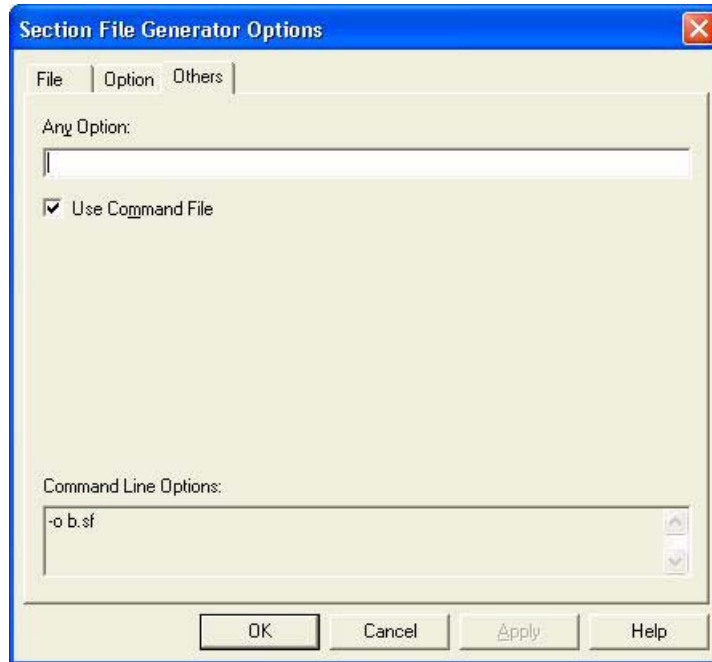 Section File Generator Options
File Option Others
Any Option:
Use Command File
Command Line Options:
-o b.sf
OK Cancel Apply Help